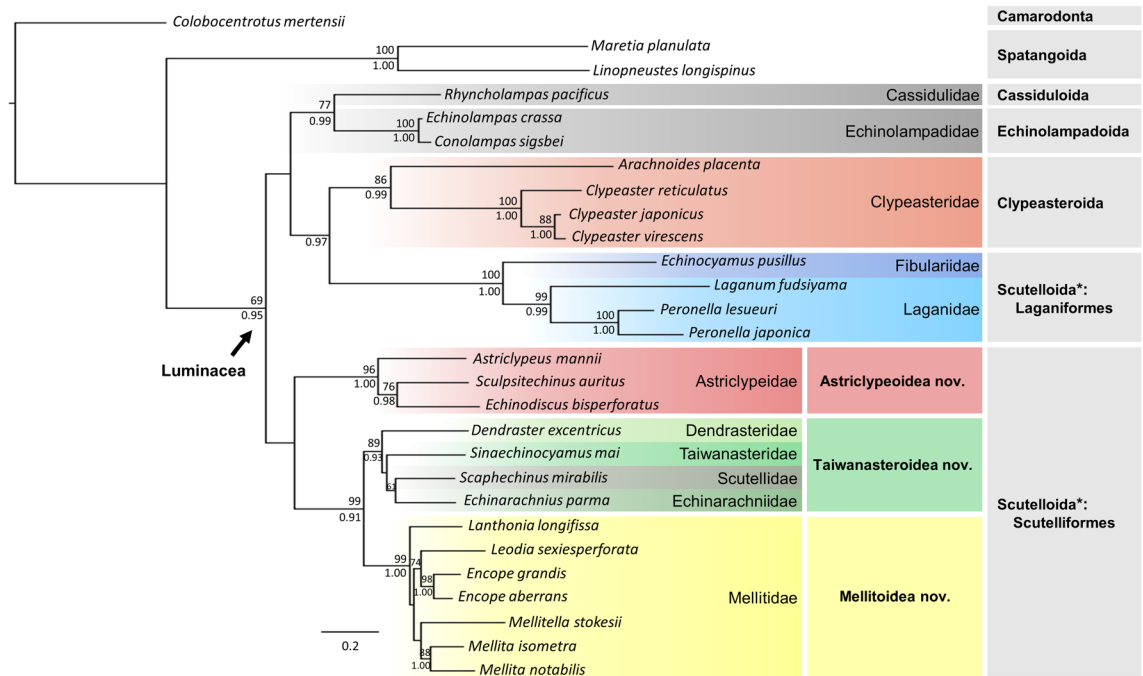 Colobocentrotus mertensii
Camarodonta
100
1.00
Maretia planulata
Linopneustes longispinus
Spatangoida
77
0.99
Rhyncholampas pacificus
Cassidulidae
Cassiduloida
100
1.00
Echinolampas crassa
Conolampas sigsbei
Echinolampadidae
Echinolampadoida
86
0.99
Arachnoides placenta
100
1.00
Clypeaster reticulatus
88
1.00
Clypeaster japonicus
Clypeaster virescens
Clypeasteridae
Clypeasteroida
0.97
100
1.00
Echinocyamus pusillus
Fibulariidae
99
0.99
Laganum fudsiyama
100
1.00
Peronella lesueuri
Peronella japonica
Laganidae
Scutelloida*:
Laganiformes
69
0.95
Luminacea
96
1.00
Astriclypeus mannii
76
0.98
Sculpsitechinus auritus
Echinodiscus bisperforatus
Astriclypeidae
Astriclypeoidea nov.
89
0.93
Dendraster excentricus
Dendrasteridae
Sinaechinocyamus mai
Taiwanasteridae
61
Scaphechinus mirabilis
Scutellidae
Echinarachnius parma
Echinarachniidae
Taiwanasteroidea nov.
99
0.91
Scutelloida*:
Scutelliformes
99
1.00
Lanthonia longifissa
74
Leodia sexiesperforata
98
1.00
Encope grandis
Encope aberrans
Mellitidae
Mellitoidea nov.
Mellitella stokesii
88
1.00
Mellita isometra
Mellita notabilis
0.2